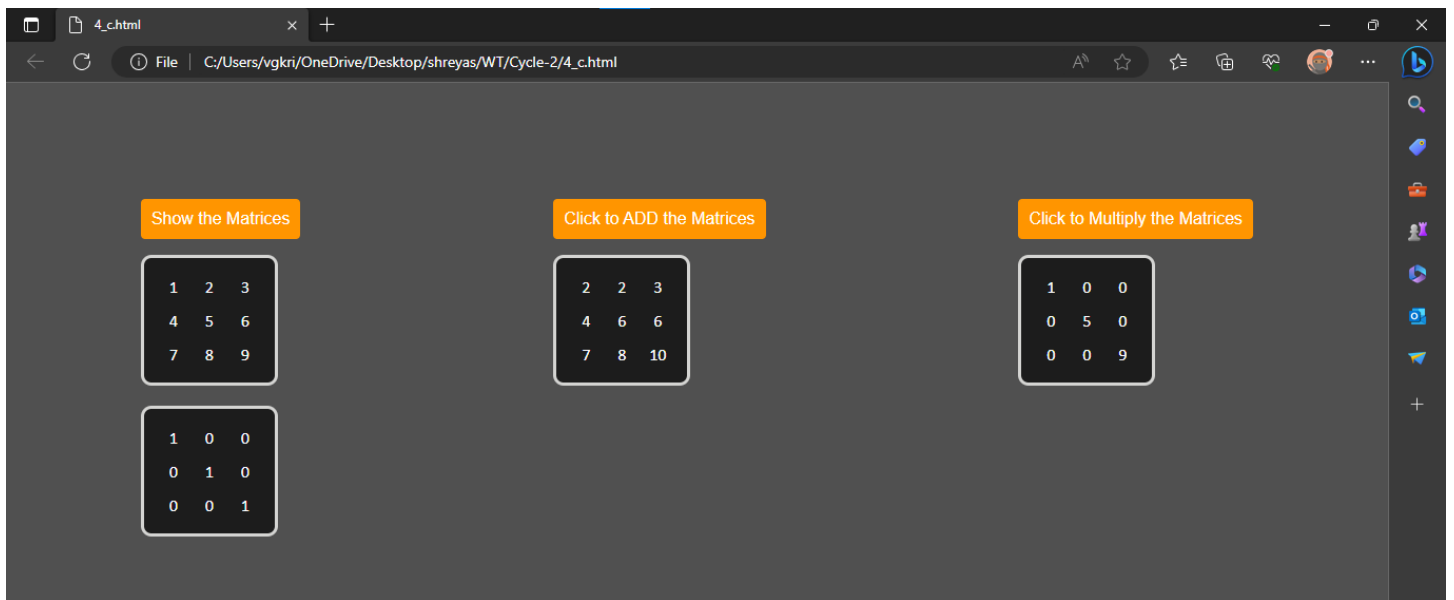 4_c.html
File C:/Users/vgkri/OneDrive/Desktop/shreyas/WT/Cycle-2/4_c.html
Show the Matrices
1 2 3
4 5 6
7 8 9
1 0 0
0 1 0
0 0 1
Click to ADD the Matrices
2 2 3
4 6 6
7 8 10
Click to Multiply the Matrices
1 0 0
0 5 0
0 0 9